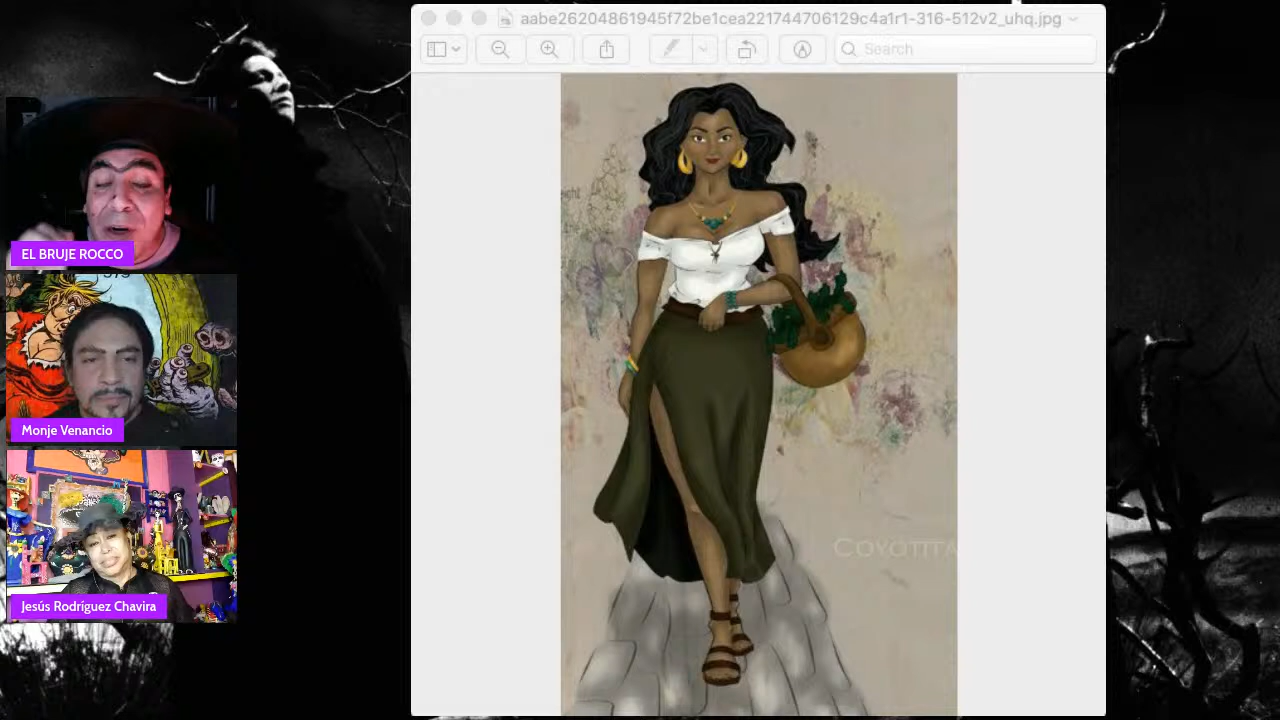 aabe26204861945f72be1cea221744706129c4a1r1-316-512v2_uhq.jpg
Search
EL BRUJE ROCCO
Monje Venancio
Jesús Rodríguez Chavira
COYOTITA